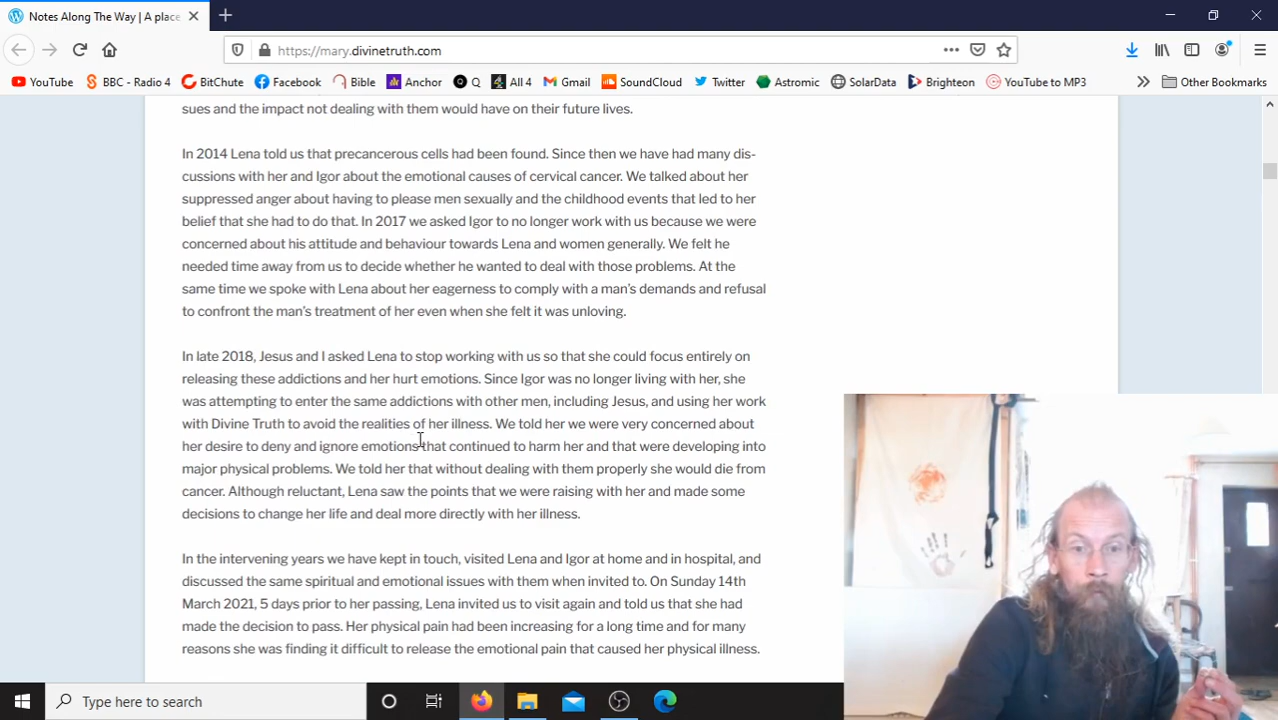 Notes Along The Way | A place
https://mary.divinetruth.com
YouTube
BBC - Radio 4
BitChute
Facebook
Bible
Anchor
Q
All 4
Gmail
SoundCloud
Twitter
Astromic
SolarData
Brighteon
YouTube to MP3
Other Bookmarks
sues and the impact not dealing with them would have on their future lives.
In 2014 Lena told us that precancerous cells had been found. Since then we have had many dis-
cussions with her and Igor about the emotional causes of cervical cancer. We talked about her
suppressed anger about having to please men sexually and the childhood events that led to her
belief that she had to do that. In 2017 we asked Igor to no longer work with us because we were
concerned about his attitude and behaviour towards Lena and women generally. We felt he
needed time away from us to decide whether he wanted to deal with those problems. At the
same time we spoke with Lena about her eagerness to comply with a man's demands and refusal
to confront the man's treatment of her even when she felt it was unloving.
In late 2018, Jesus and I asked Lena to stop working with us so that she could focus entirely on
releasing these addictions and her hurt emotions. Since Igor was no longer living with her, she
was attempting to enter the same addictions with other men, including Jesus, and using her work
with Divine Truth to avoid the realities of her illness. We told her we were very concerned about
her desire to deny and ignore emotions that continued to harm her and that were developing into
major physical problems. We told her that without dealing with them properly she would die from
cancer. Although reluctant, Lena saw the points that we were raising with her and made some
decisions to change her life and deal more directly with her illness.
In the intervening years we have kept in touch, visited Lena and Igor at home and in hospital, and
discussed the same spiritual and emotional issues with them when invited to. On Sunday 14th
March 2021, 5 days prior to her passing, Lena invited us to visit again and told us that she had
made the decision to pass. Her physical pain had been increasing for a long time and for many
reasons she was finding it difficult to release the emotional pain that caused her physical illness.
Type here to search